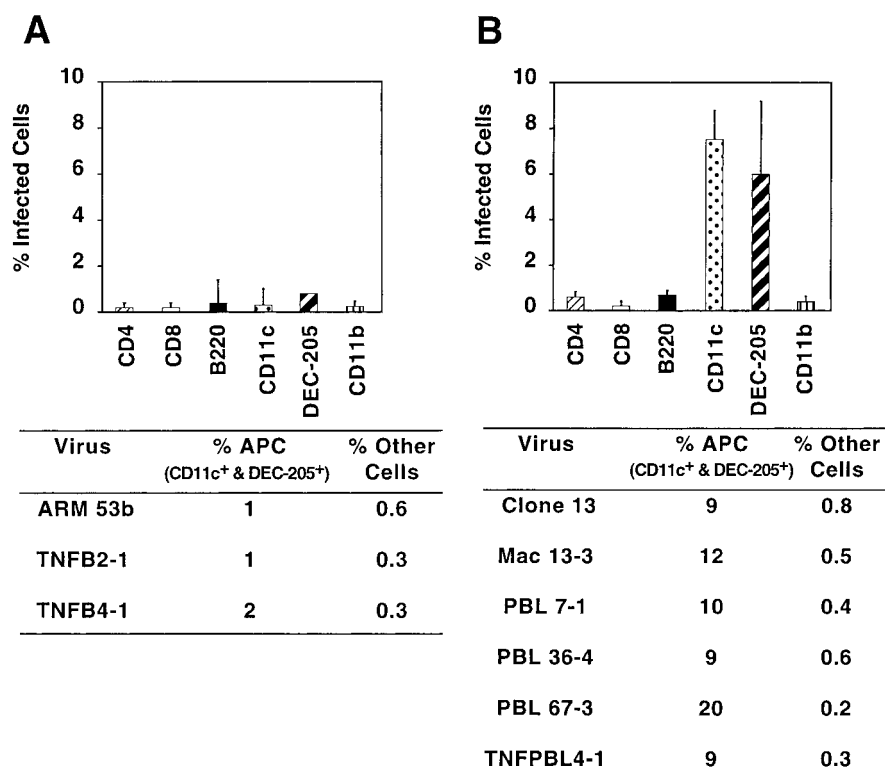 A
10
8
6
4
2
0
% Infected Cells
CD4
CD8
B220
CD11c
DEC-205
CD11b
Virus % APC % Other
(CD11c+ & DEC-205+) Cells
ARM 53b 1 0.6
TNFB2-1 1 0.3
TNFB4-1 2 0.3
B
10
8
6
4
2
0
% Infected Cells
CD4
CD8
B220
CD11c
DEC-205
CD11b
Virus % APC % Other
(CD11c+ & DEC-205+) Cells
Clone 13 9 0.8
Mac 13-3 12 0.5
PBL 7-1 10 0.4
PBL 36-4 9 0.6
PBL 67-3 20 0.2
TNFPBL4-1 9 0.3